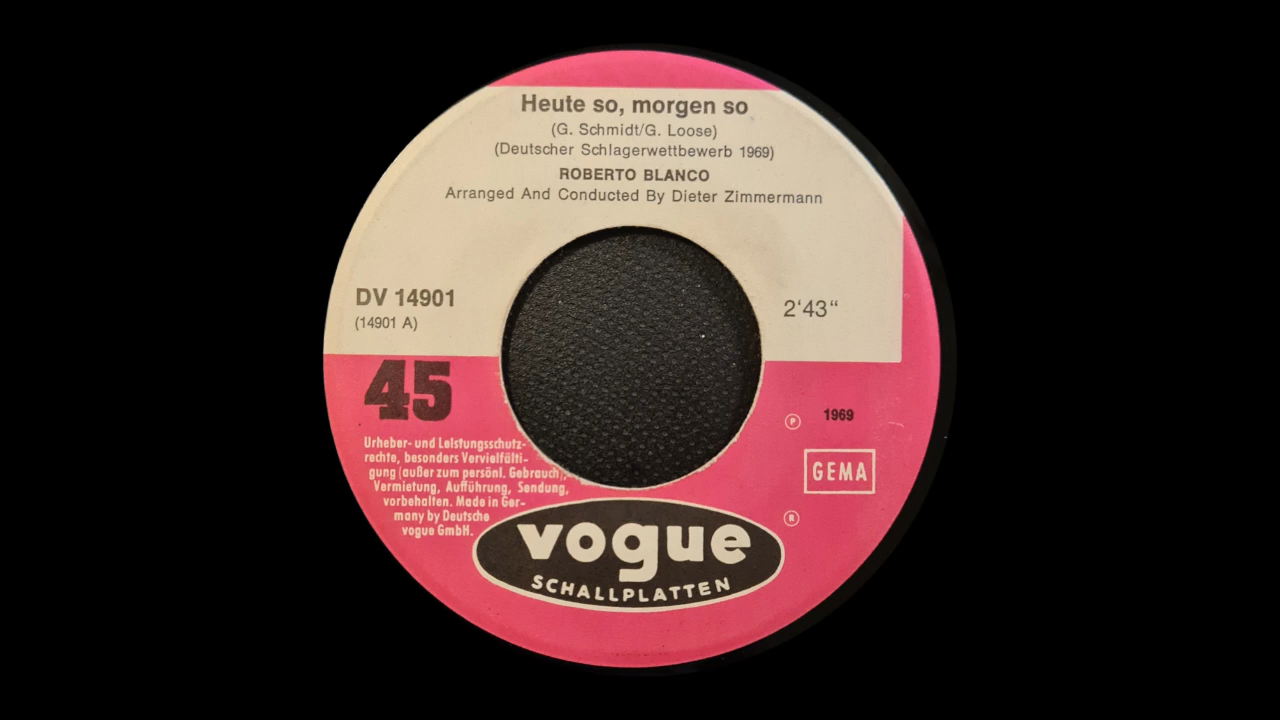 Heute so, morgen so
(G. Schmidt/G. Loose)
(Deutscher Schlagerwettbewerb 1969)
ROBERTO BLANCO
Arranged And Conducted By Dieter Zimmermann
DV 14901
(14901 A)
2‘43“
45
Ⓟ 1969
Urheber- und Leistungsschutz-
rechte, besonders Vervielfälti-
gung (außer zum persönl. Gebrauch),
Vermietung, Aufführung, Sendung,
vorbehalten. Made in Ger-
many by Deutsche
vogue GmbH.
GEMA
®
vogue
SCHALLPLATTEN